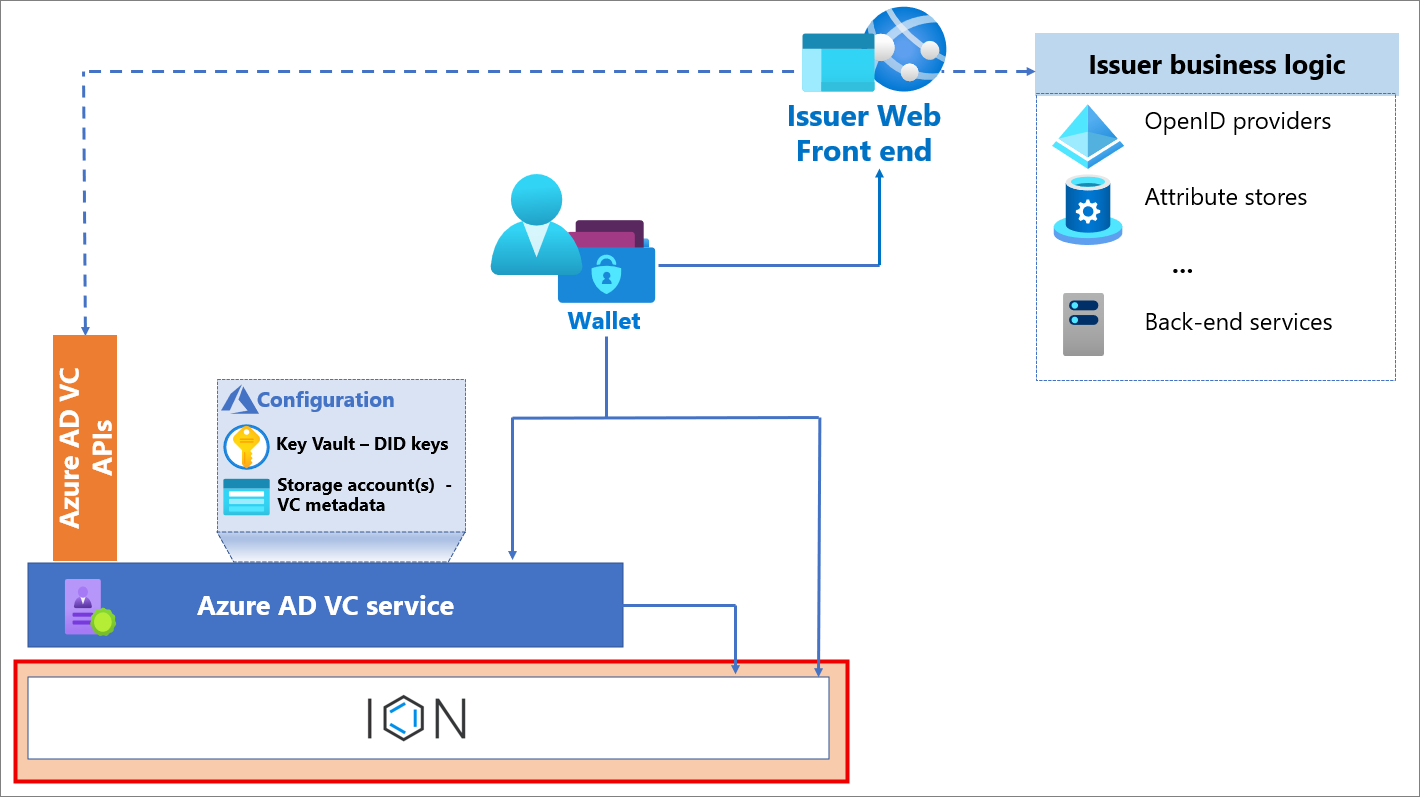 Issuer Web
Front end
Issuer business logic
OpenID providers
Attribute stores
...
Back-end services
Wallet
Azure AD VC
APIs
Configuration
Key Vault – DID keys
Storage account(s)  -
VC metadata
Azure AD VC service
ION